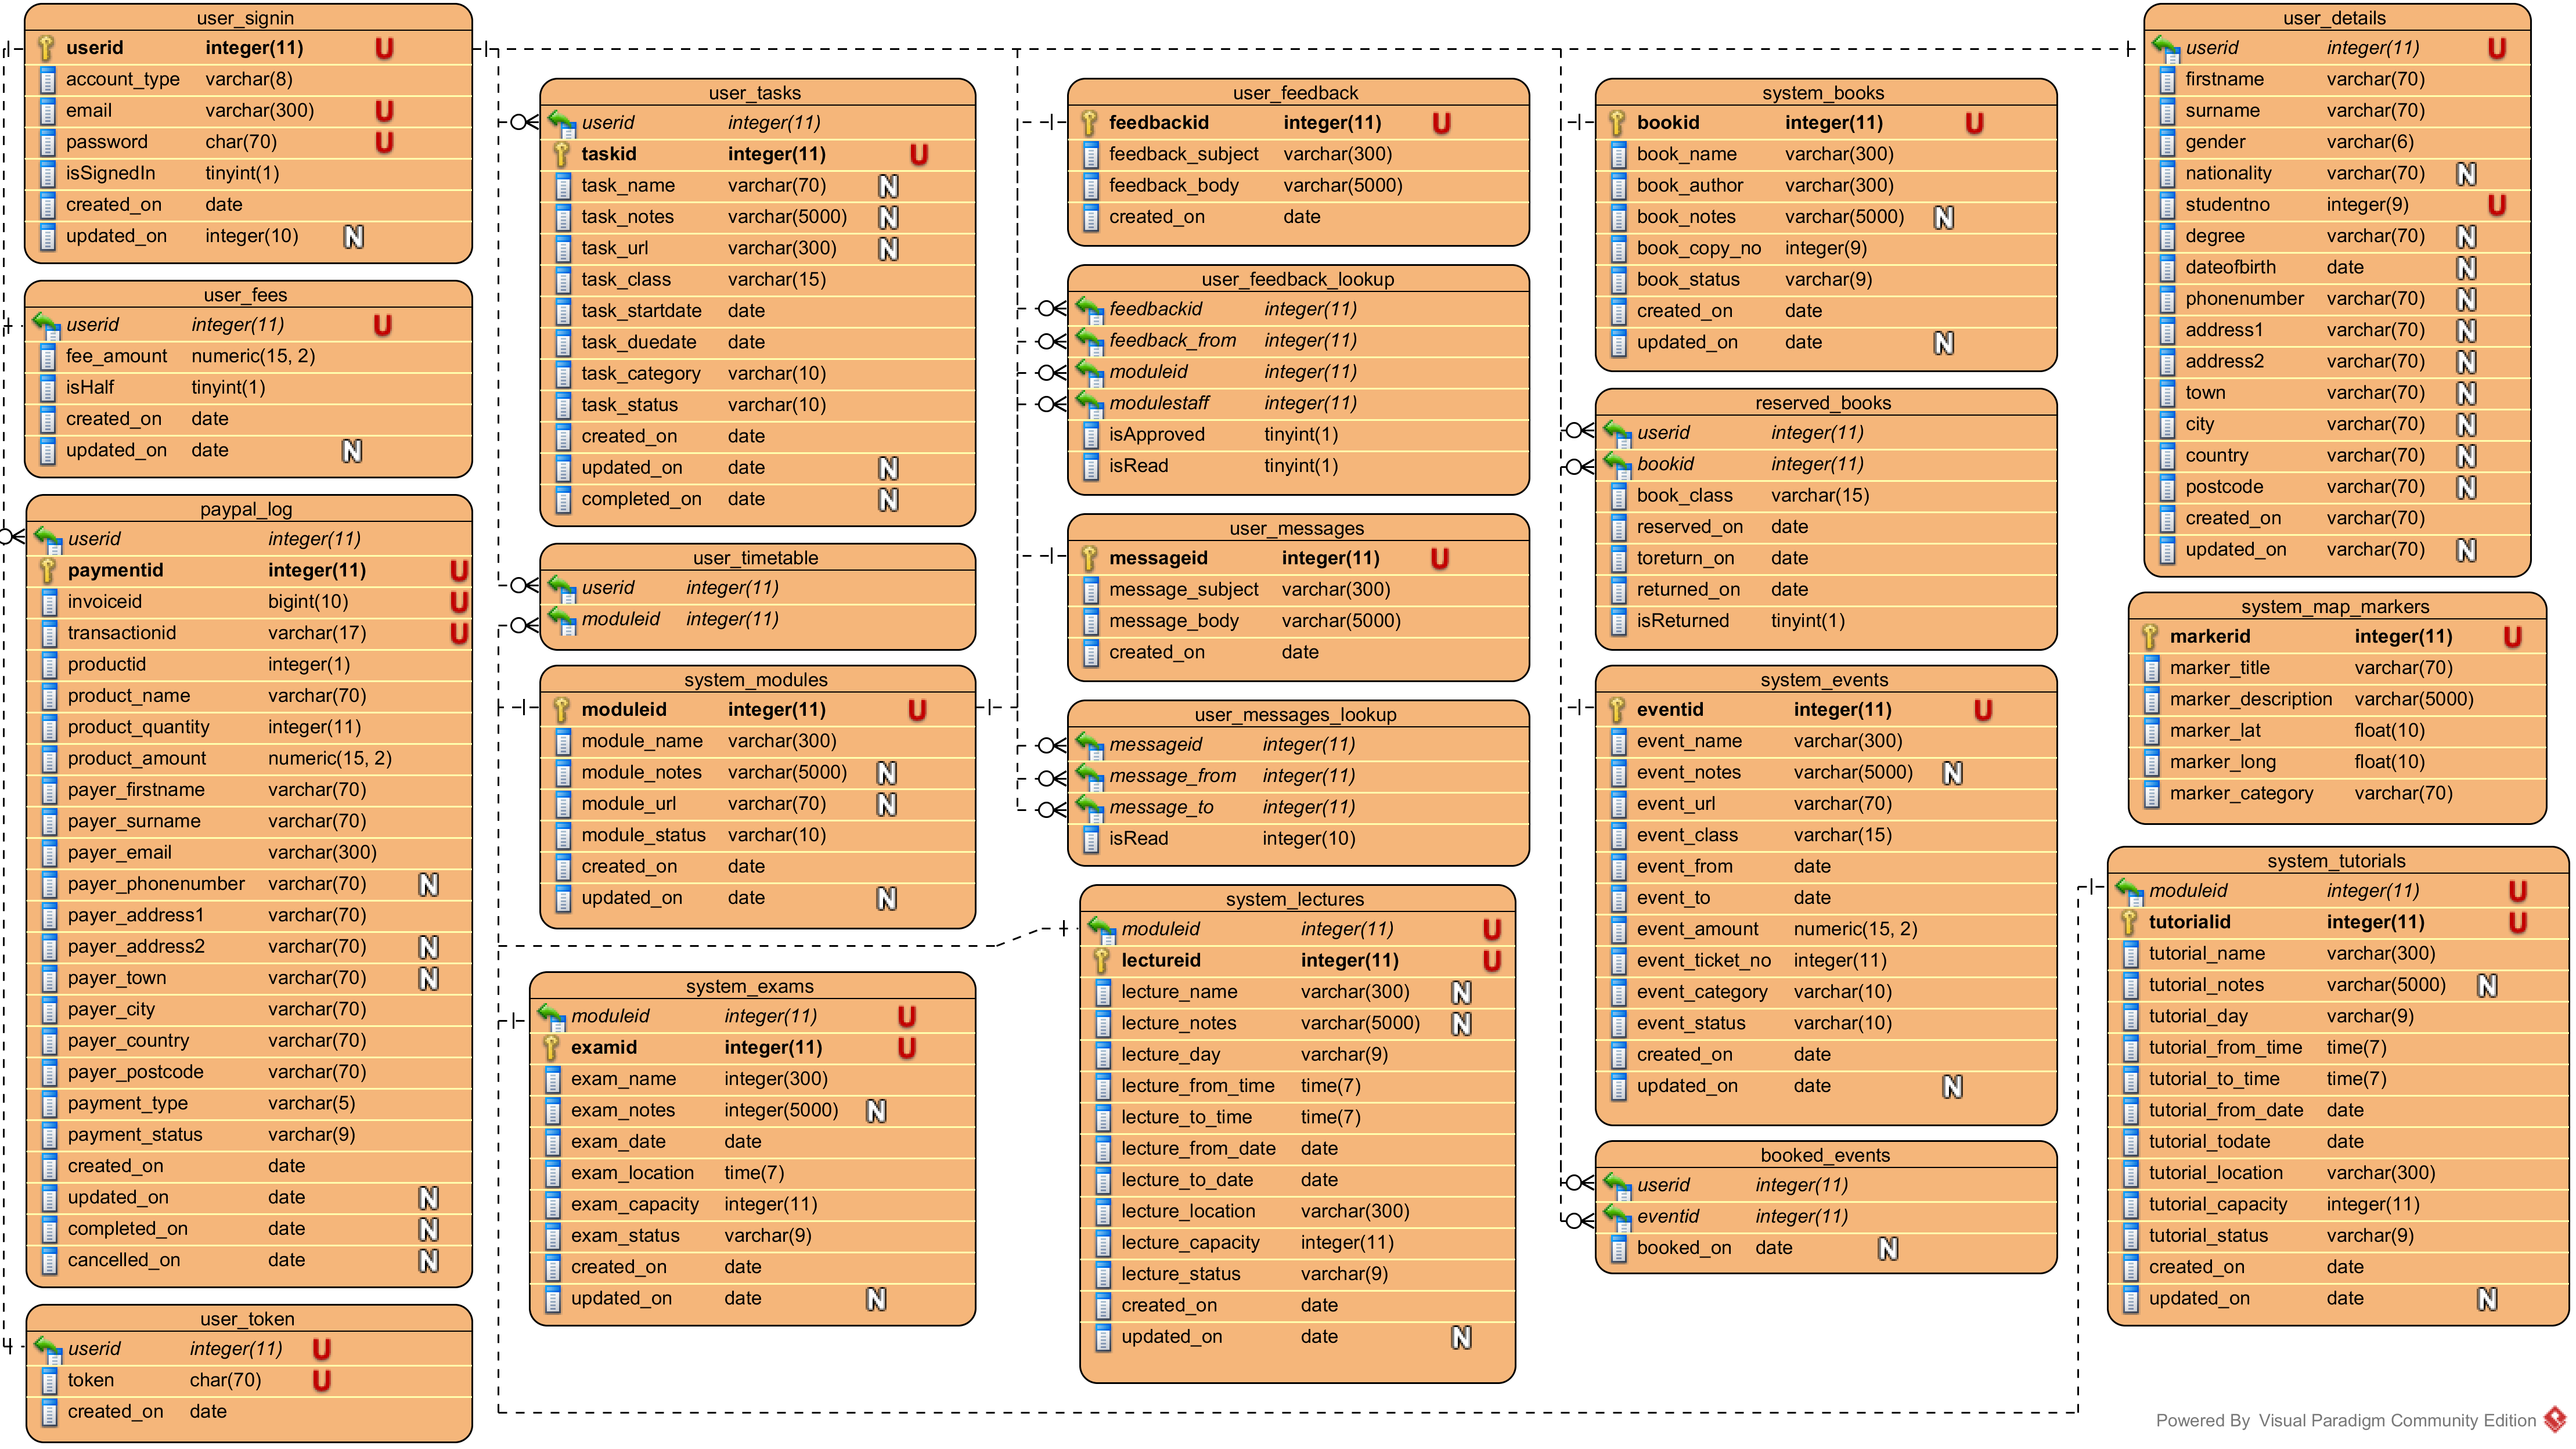 user_signin
userid integer(11) U
account_type varchar(8)
email varchar(300) U
password char(70) U
isSignedIn tinyint(1)
created_on date
updated_on integer(10) N
user_fees
userid integer(11) U
fee_amount numeric(15, 2)
isHalf tinyint(1)
created_on date
updated_on date N
paypal_log
userid integer(11)
paymentid integer(11) U
invoiceid bigint(10) U
transactionid varchar(17) U
productid integer(1)
product_name varchar(70)
product_quantity integer(11)
product_amount numeric(15, 2)
payer_firstname varchar(70)
payer_surname varchar(70)
payer_email varchar(300)
payer_phonenumber varchar(70) N
payer_address1 varchar(70)
payer_address2 varchar(70) N
payer_town varchar(70) N
payer_city varchar(70)
payer_country varchar(70)
payer_postcode varchar(70)
payment_type varchar(5)
payment_status varchar(9)
created_on date
updated_on date N
completed_on date N
cancelled_on date N
user_token
userid integer(11) U
token char(70) U
created_on date
user_tasks
userid integer(11)
taskid integer(11) U
task_name varchar(70) N
task_notes varchar(5000) N
task_url varchar(300) N
task_class varchar(15)
task_startdate date
task_duedate date
task_category varchar(10)
task_status varchar(10)
created_on date
updated_on date N
completed_on date N
user_timetable
userid integer(11)
moduleid integer(11)
system_modules
moduleid integer(11) U
module_name varchar(300)
module_notes varchar(5000) N
module_url varchar(70) N
module_status varchar(10)
created_on date
updated_on date N
system_exams
moduleid integer(11) U
examid integer(11) U
exam_name integer(300)
exam_notes integer(5000) N
exam_date date
exam_location time(7)
exam_capacity integer(11)
exam_status varchar(9)
created_on date
updated_on date N
user_feedback
feedbackid integer(11) U
feedback_subject varchar(300)
feedback_body varchar(5000)
created_on date
user_feedback_lookup
feedbackid integer(11)
feedback_from integer(11)
moduleid integer(11)
modulestaff integer(11)
isApproved tinyint(1)
isRead tinyint(1)
user_messages
messageid integer(11) U
message_subject varchar(300)
message_body varchar(5000)
created_on date
user_messages_lookup
messageid integer(11)
message_from integer(11)
message_to integer(11)
isRead integer(10)
system_lectures
moduleid integer(11) U
lectureid integer(11) U
lecture_name varchar(300) N
lecture_notes varchar(5000) N
lecture_day varchar(9)
lecture_from_time time(7)
lecture_to_time time(7)
lecture_from_date date
lecture_to_date date
lecture_location varchar(300)
lecture_capacity integer(11)
lecture_status varchar(9)
created_on date
updated_on date N
system_books
bookid integer(11) U
book_name varchar(300)
book_author varchar(300)
book_notes varchar(5000) N
book_copy_no integer(9)
book_status varchar(9)
created_on date
updated_on date N
reserved_books
userid integer(11)
bookid integer(11)
book_class varchar(15)
reserved_on date
toreturn_on date
returned_on date
isReturned tinyint(1)
system_events
eventid integer(11) U
event_name varchar(300)
event_notes varchar(5000) N
event_url varchar(70)
event_class varchar(15)
event_from date
event_to date
event_amount numeric(15, 2)
event_ticket_no integer(11)
event_category varchar(10)
event_status varchar(10)
created_on date
updated_on date N
booked_events
userid integer(11)
eventid integer(11)
booked_on date N
user_details
userid integer(11) U
firstname varchar(70)
surname varchar(70)
gender varchar(6)
nationality varchar(70) N
studentno integer(9) U
degree varchar(70) N
dateofbirth date N
phonenumber varchar(70) N
address1 varchar(70) N
address2 varchar(70) N
town varchar(70) N
city varchar(70) N
country varchar(70) N
postcode varchar(70) N
created_on varchar(70)
updated_on varchar(70) N
system_map_markers
markerid integer(11) U
marker_title varchar(70)
marker_description varchar(5000)
marker_lat float(10)
marker_long float(10)
marker_category varchar(70)
system_tutorials
moduleid integer(11) U
tutorialid integer(11) U
tutorial_name varchar(300)
tutorial_notes varchar(5000) N
tutorial_day varchar(9)
tutorial_from_time time(7)
tutorial_to_time time(7)
tutorial_from_date date
tutorial_todate date
tutorial_location varchar(300)
tutorial_capacity integer(11)
tutorial_status varchar(9)
created_on date
updated_on date N
Powered By Visual Paradigm Community Edition